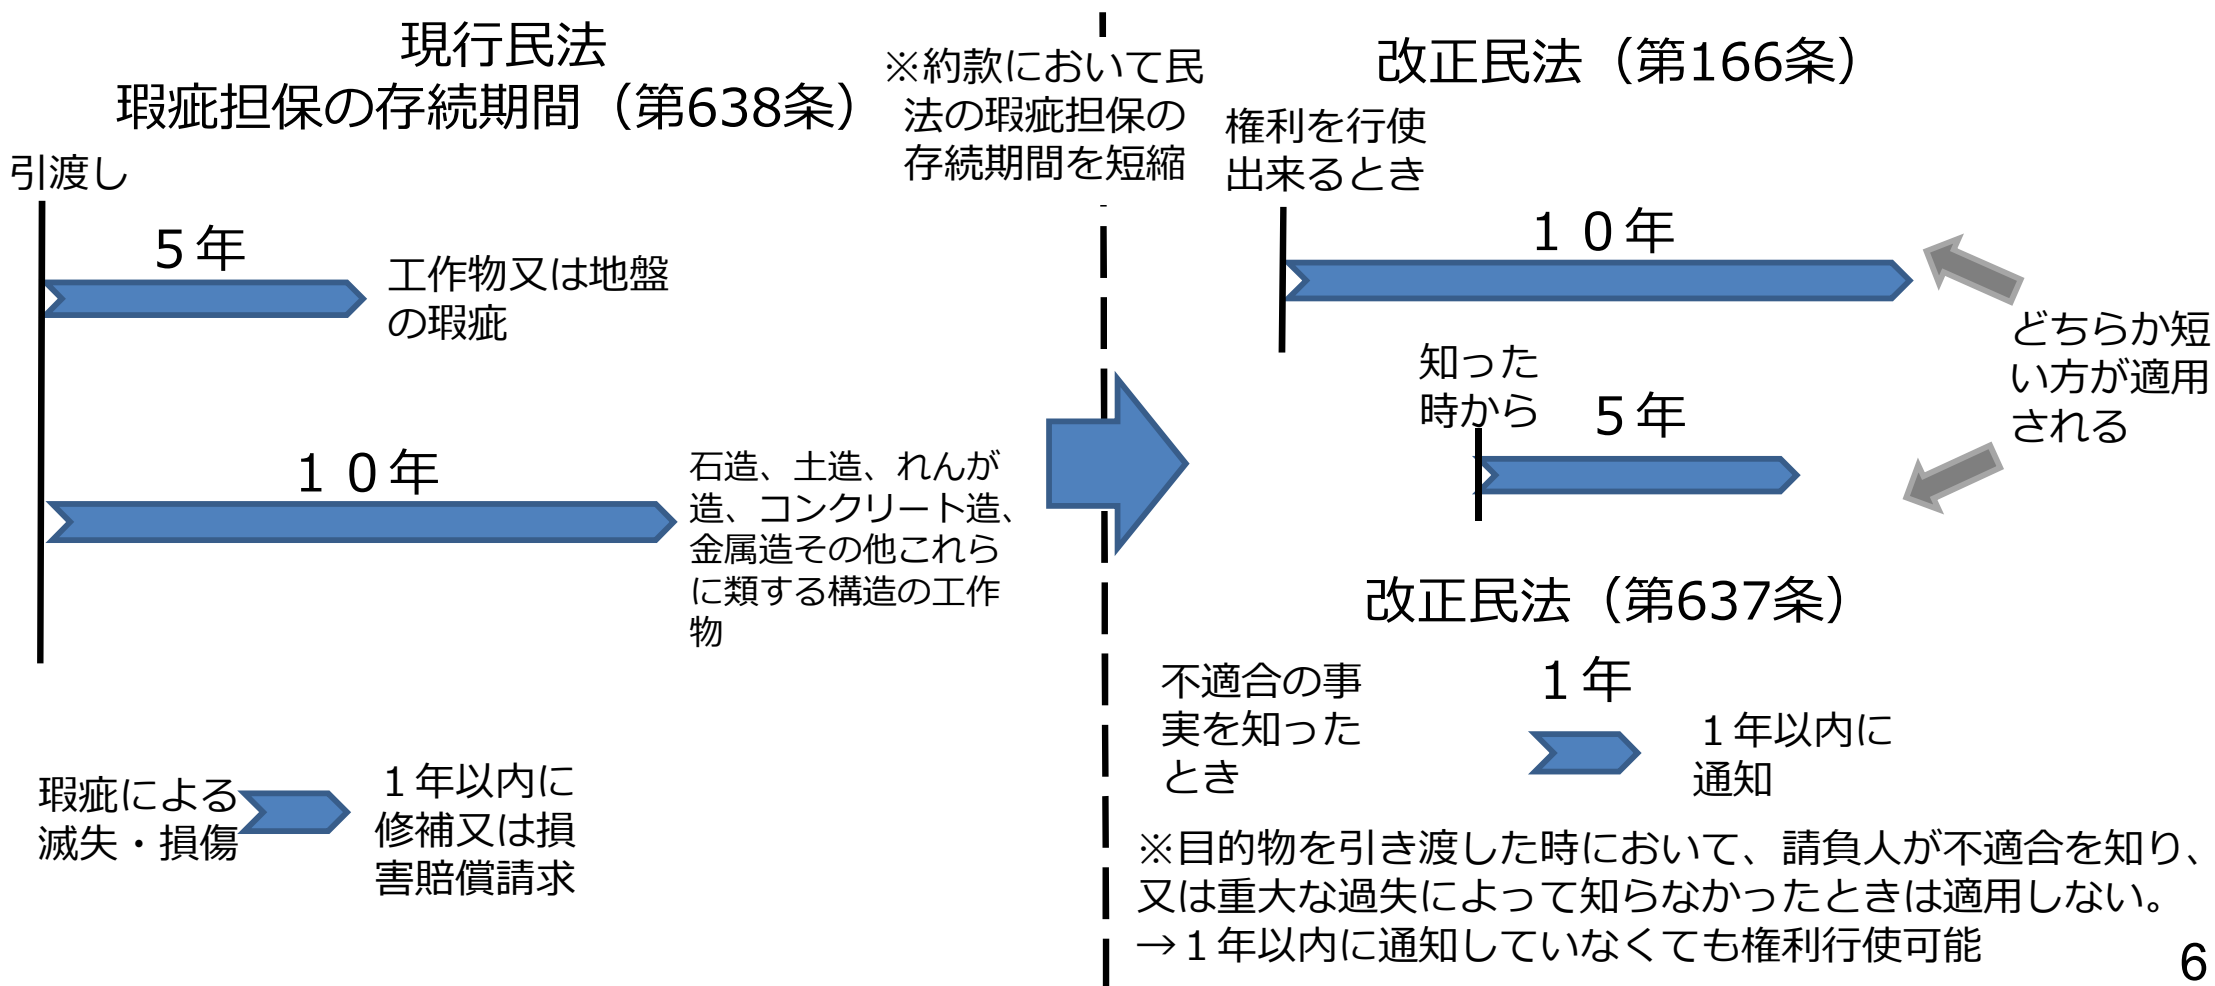 現行民法
瑕疵担保の存続期間（第638条）
引渡し
５年
工作物又は地盤
の瑕疵
１０年
石造、土造、れんが
造、コンクリート造、
金属造その他これら
に類する構造の工作
物
瑕疵による
滅失・損傷
１年以内に
修補又は損
害賠償請求
※約款において民
法の瑕疵担保の
存続期間を短縮
改正民法（第166条）
権利を行使
出来るとき
１０年
知った
時から
５年
どちらか短
い方が適用
される
改正民法（第637条）
不適合の事
実を知った
とき
１年
１年以内に
通知
※目的物を引き渡した時において、請負人が不適合を知り、
又は重大な過失によって知らなかったときは適用しない。
→１年以内に通知していなくても権利行使可能
6